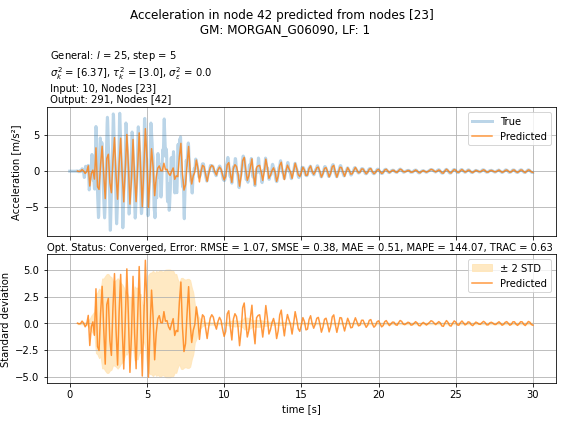 Acceleration in node 42 predicted from nodes [23]
GM: MORGAN_G06090, LF: 1
General: l = 25, step = 5
σ²ₖ = [6.37], τ²ₖ = [3.0], σ²ε = 0.0
Input: 10, Nodes [23]
Output: 291, Nodes [42]
Acceleration [m/s²]
5
0
−5
True
Predicted
Opt. Status: Converged, Error: RMSE = 1.07, SMSE = 0.38, MAE = 0.51, MAPE = 144.07, TRAC = 0.63
Standard deviation
5.0
2.5
0.0
−2.5
−5.0
± 2 STD
Predicted
0 5 10 15 20 25 30
time [s]